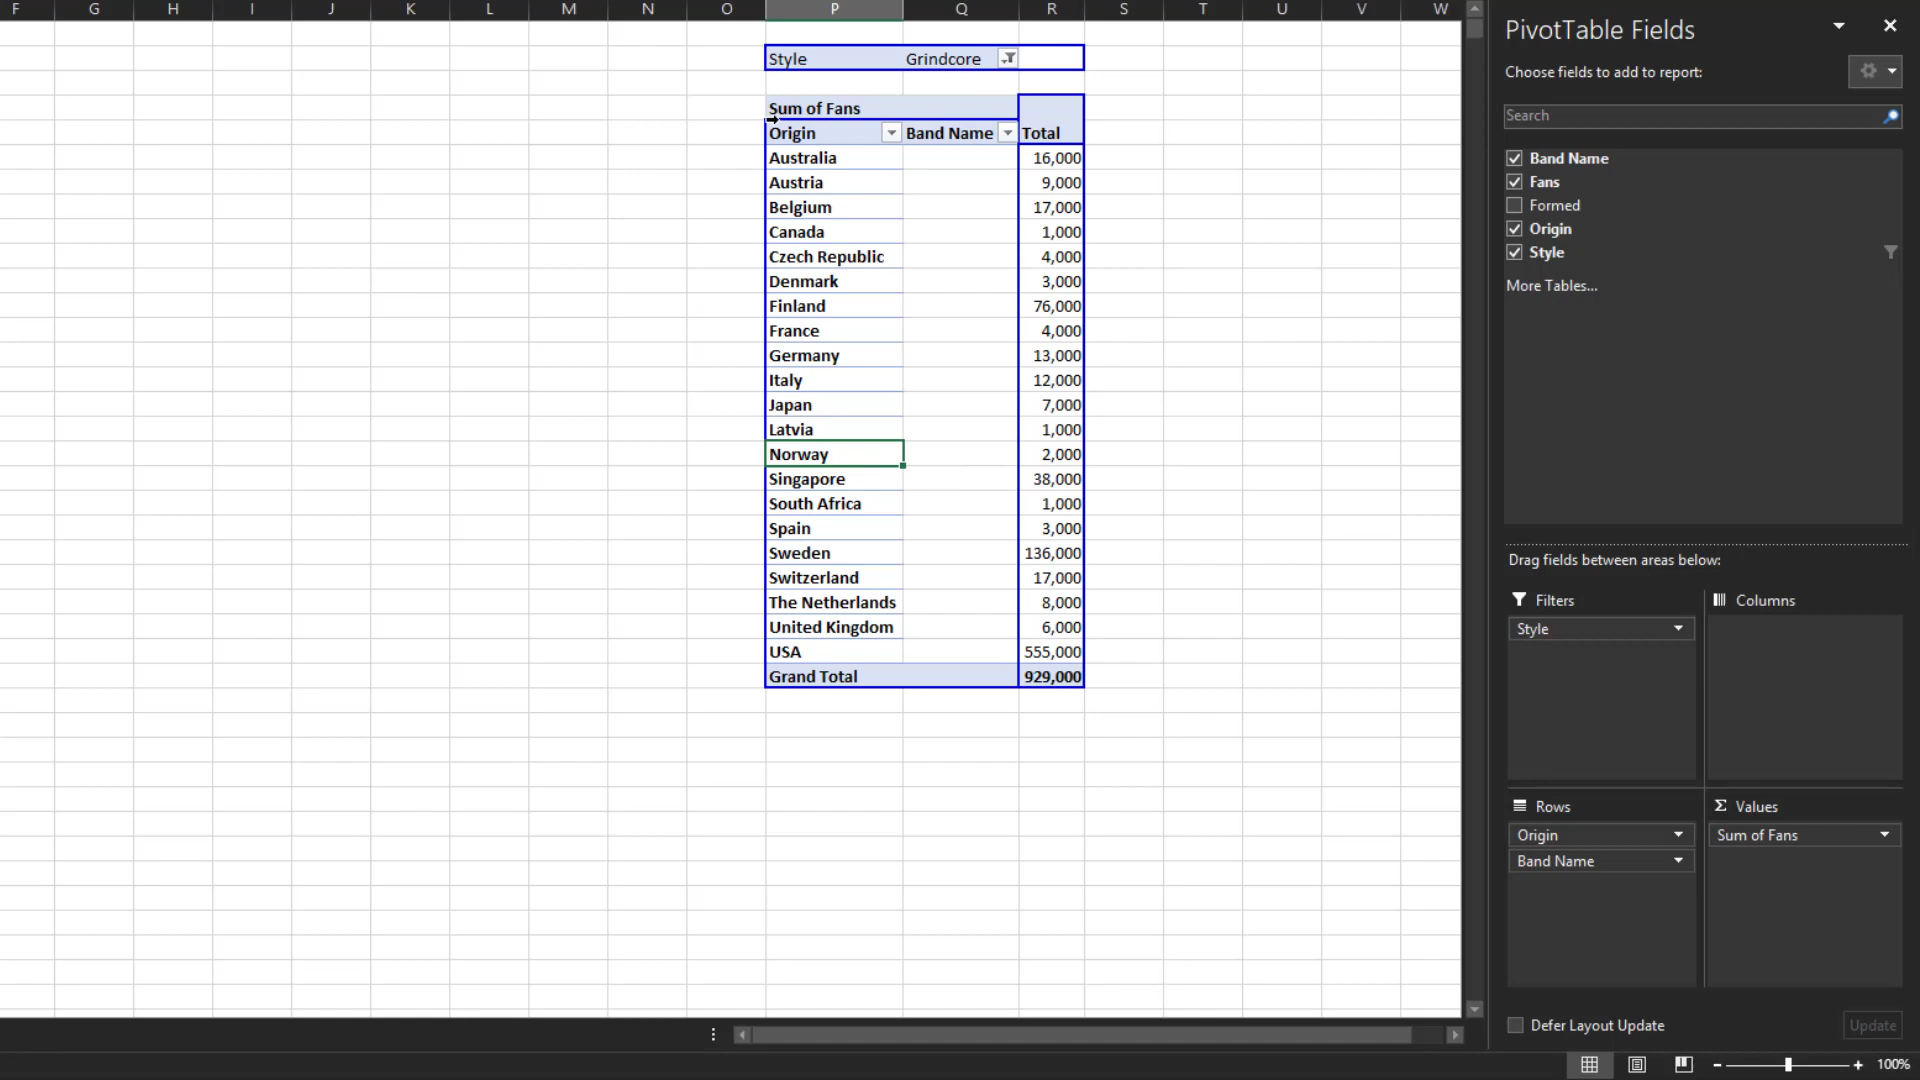 F G H I J K L M N O P Q R S T U V W
Style Grindcore
Sum of Fans
Origin Band Name Total
Australia 16,000
Austria 9,000
Belgium 17,000
Canada 1,000
Czech Republic 4,000
Denmark 3,000
Finland 76,000
France 4,000
Germany 13,000
Italy 12,000
Japan 7,000
Latvia 1,000
Norway 2,000
Singapore 38,000
South Africa 1,000
Spain 3,000
Sweden 136,000
Switzerland 17,000
The Netherlands 8,000
United Kingdom 6,000
USA 555,000
Grand Total 929,000
PivotTable Fields
Choose fields to add to report:
Search
Band Name
Fans
Formed
Origin
Style
More Tables...
Drag fields between areas below:
Filters
Style
Columns
Rows
Origin
Band Name
Σ Values
Sum of Fans
Defer Layout Update
Update
100%